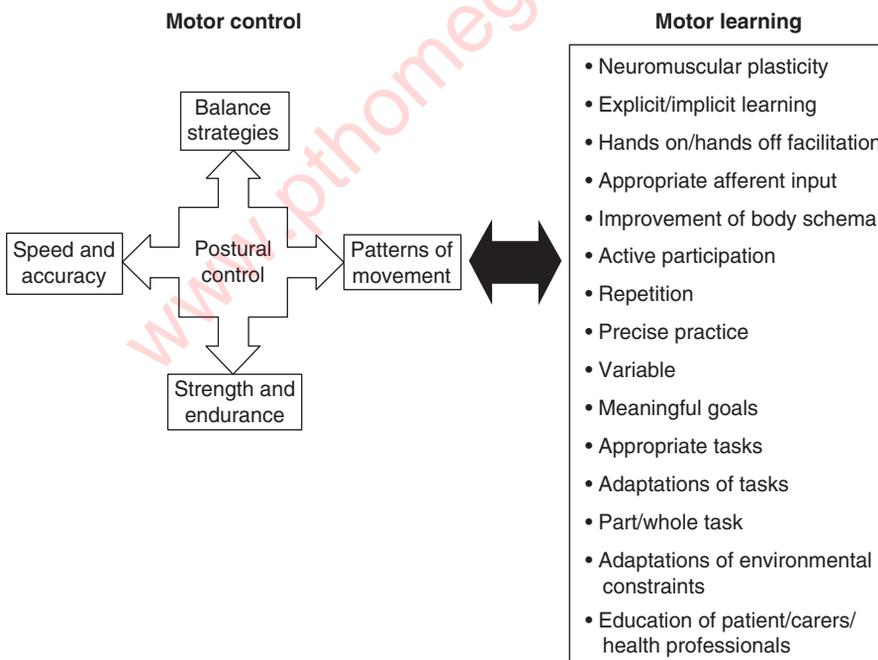 Motor control
Balance
strategies
Speed and
accuracy
Postural
control
Patterns of
movement
Strength and
endurance
Motor learning
• Neuromuscular plasticity
• Explicit/implicit learning
• Hands on/hands off facilitation
• Appropriate afferent input
• Improvement of body schema
• Active participation
• Repetition
• Precise practice
• Variable
• Meaningful goals
• Appropriate tasks
• Adaptations of tasks
• Part/whole task
• Adaptations of environmental
constraints
• Education of patient/carers/
health professionals
www.pthomeg